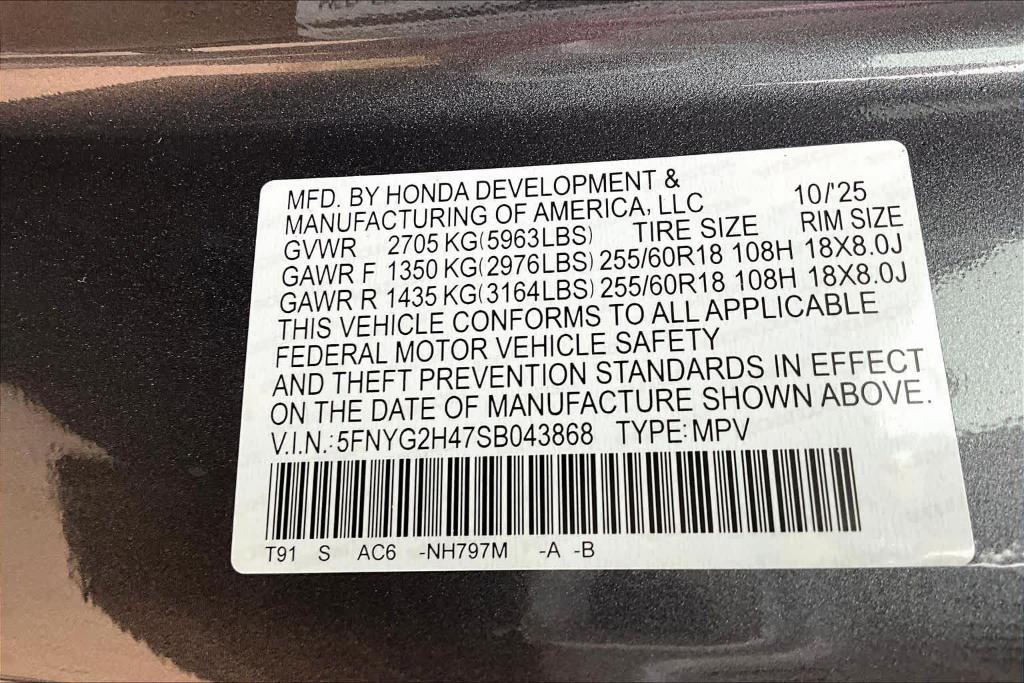 MFD. BY HONDA DEVELOPMENT &
MANUFACTURING OF AMERICA, LLC 10/'25
GVWR 2705 KG(5963LBS) TIRE SIZE RIM SIZE
GAWR F 1350 KG(2976LBS) 255/60R18 108H 18X8.0J
GAWR R 1435 KG(3164LBS) 255/60R18 108H 18X8.0J
THIS VEHICLE CONFORMS TO ALL APPLICABLE
FEDERAL MOTOR VEHICLE SAFETY
AND THEFT PREVENTION STANDARDS IN EFFECT
ON THE DATE OF MANUFACTURE SHOWN ABOVE.
V.I.N.: 5FNYG2H47SB043868 TYPE: MPV
T91 S AC6 -NH797M -A -B